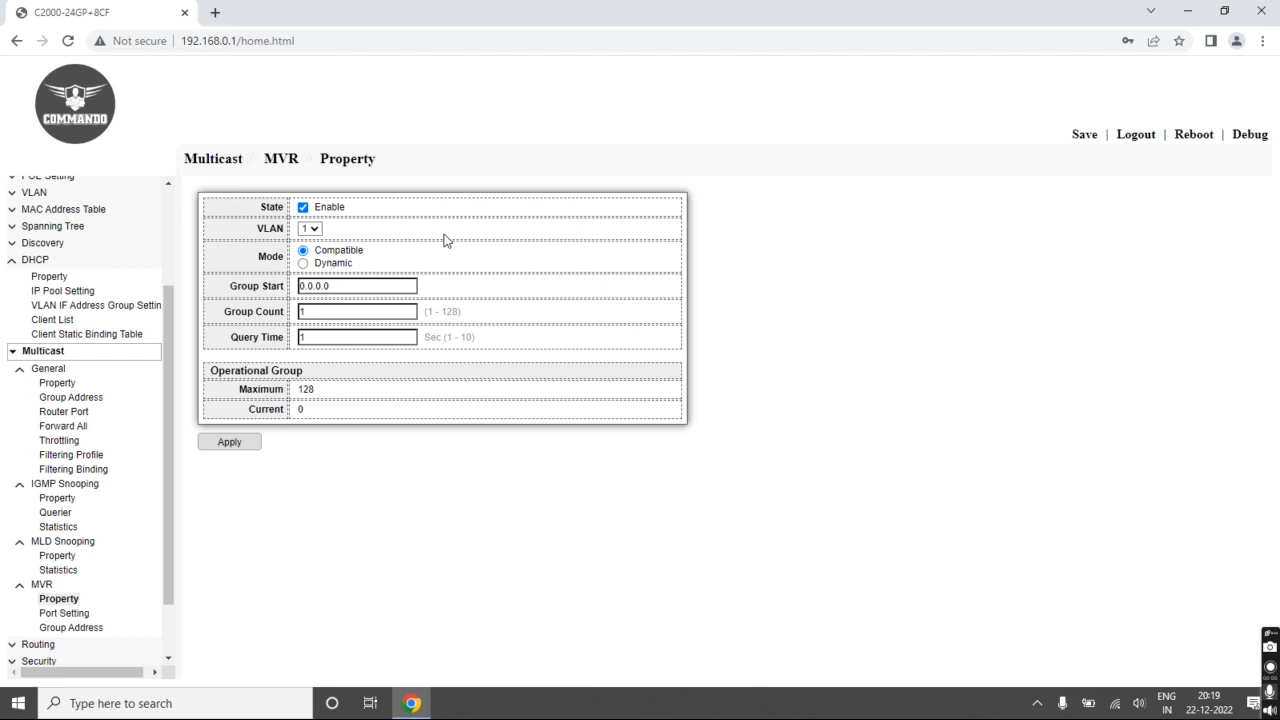 C2000-24GP+8CF
Not secure
192.168.0.1/home.html
COMMANDO
Save | Logout | Reboot | Debug
Multicast MVR Property
POE Setting
VLAN
MAC Address Table
Spanning Tree
Discovery
DHCP
Property
IP Pool Setting
VLAN IF Address Group Settin
Client List
Client Static Binding Table
Multicast
General
Property
Group Address
Router Port
Forward All
Throttling
Filtering Profile
Filtering Binding
IGMP Snooping
Property
Querier
Statistics
MLD Snooping
Property
Statistics
MVR
Property
Port Setting
Group Address
Routing
Security
State Enable
VLAN 1
Mode Compatible
Dynamic
Group Start 0.0.0.0
Group Count 1 (1 - 128)
Query Time 1 Sec (1 - 10)
Operational Group
Maximum 128
Current 0
Apply
Type here to search
ENG
IN
20:19
22-12-2022